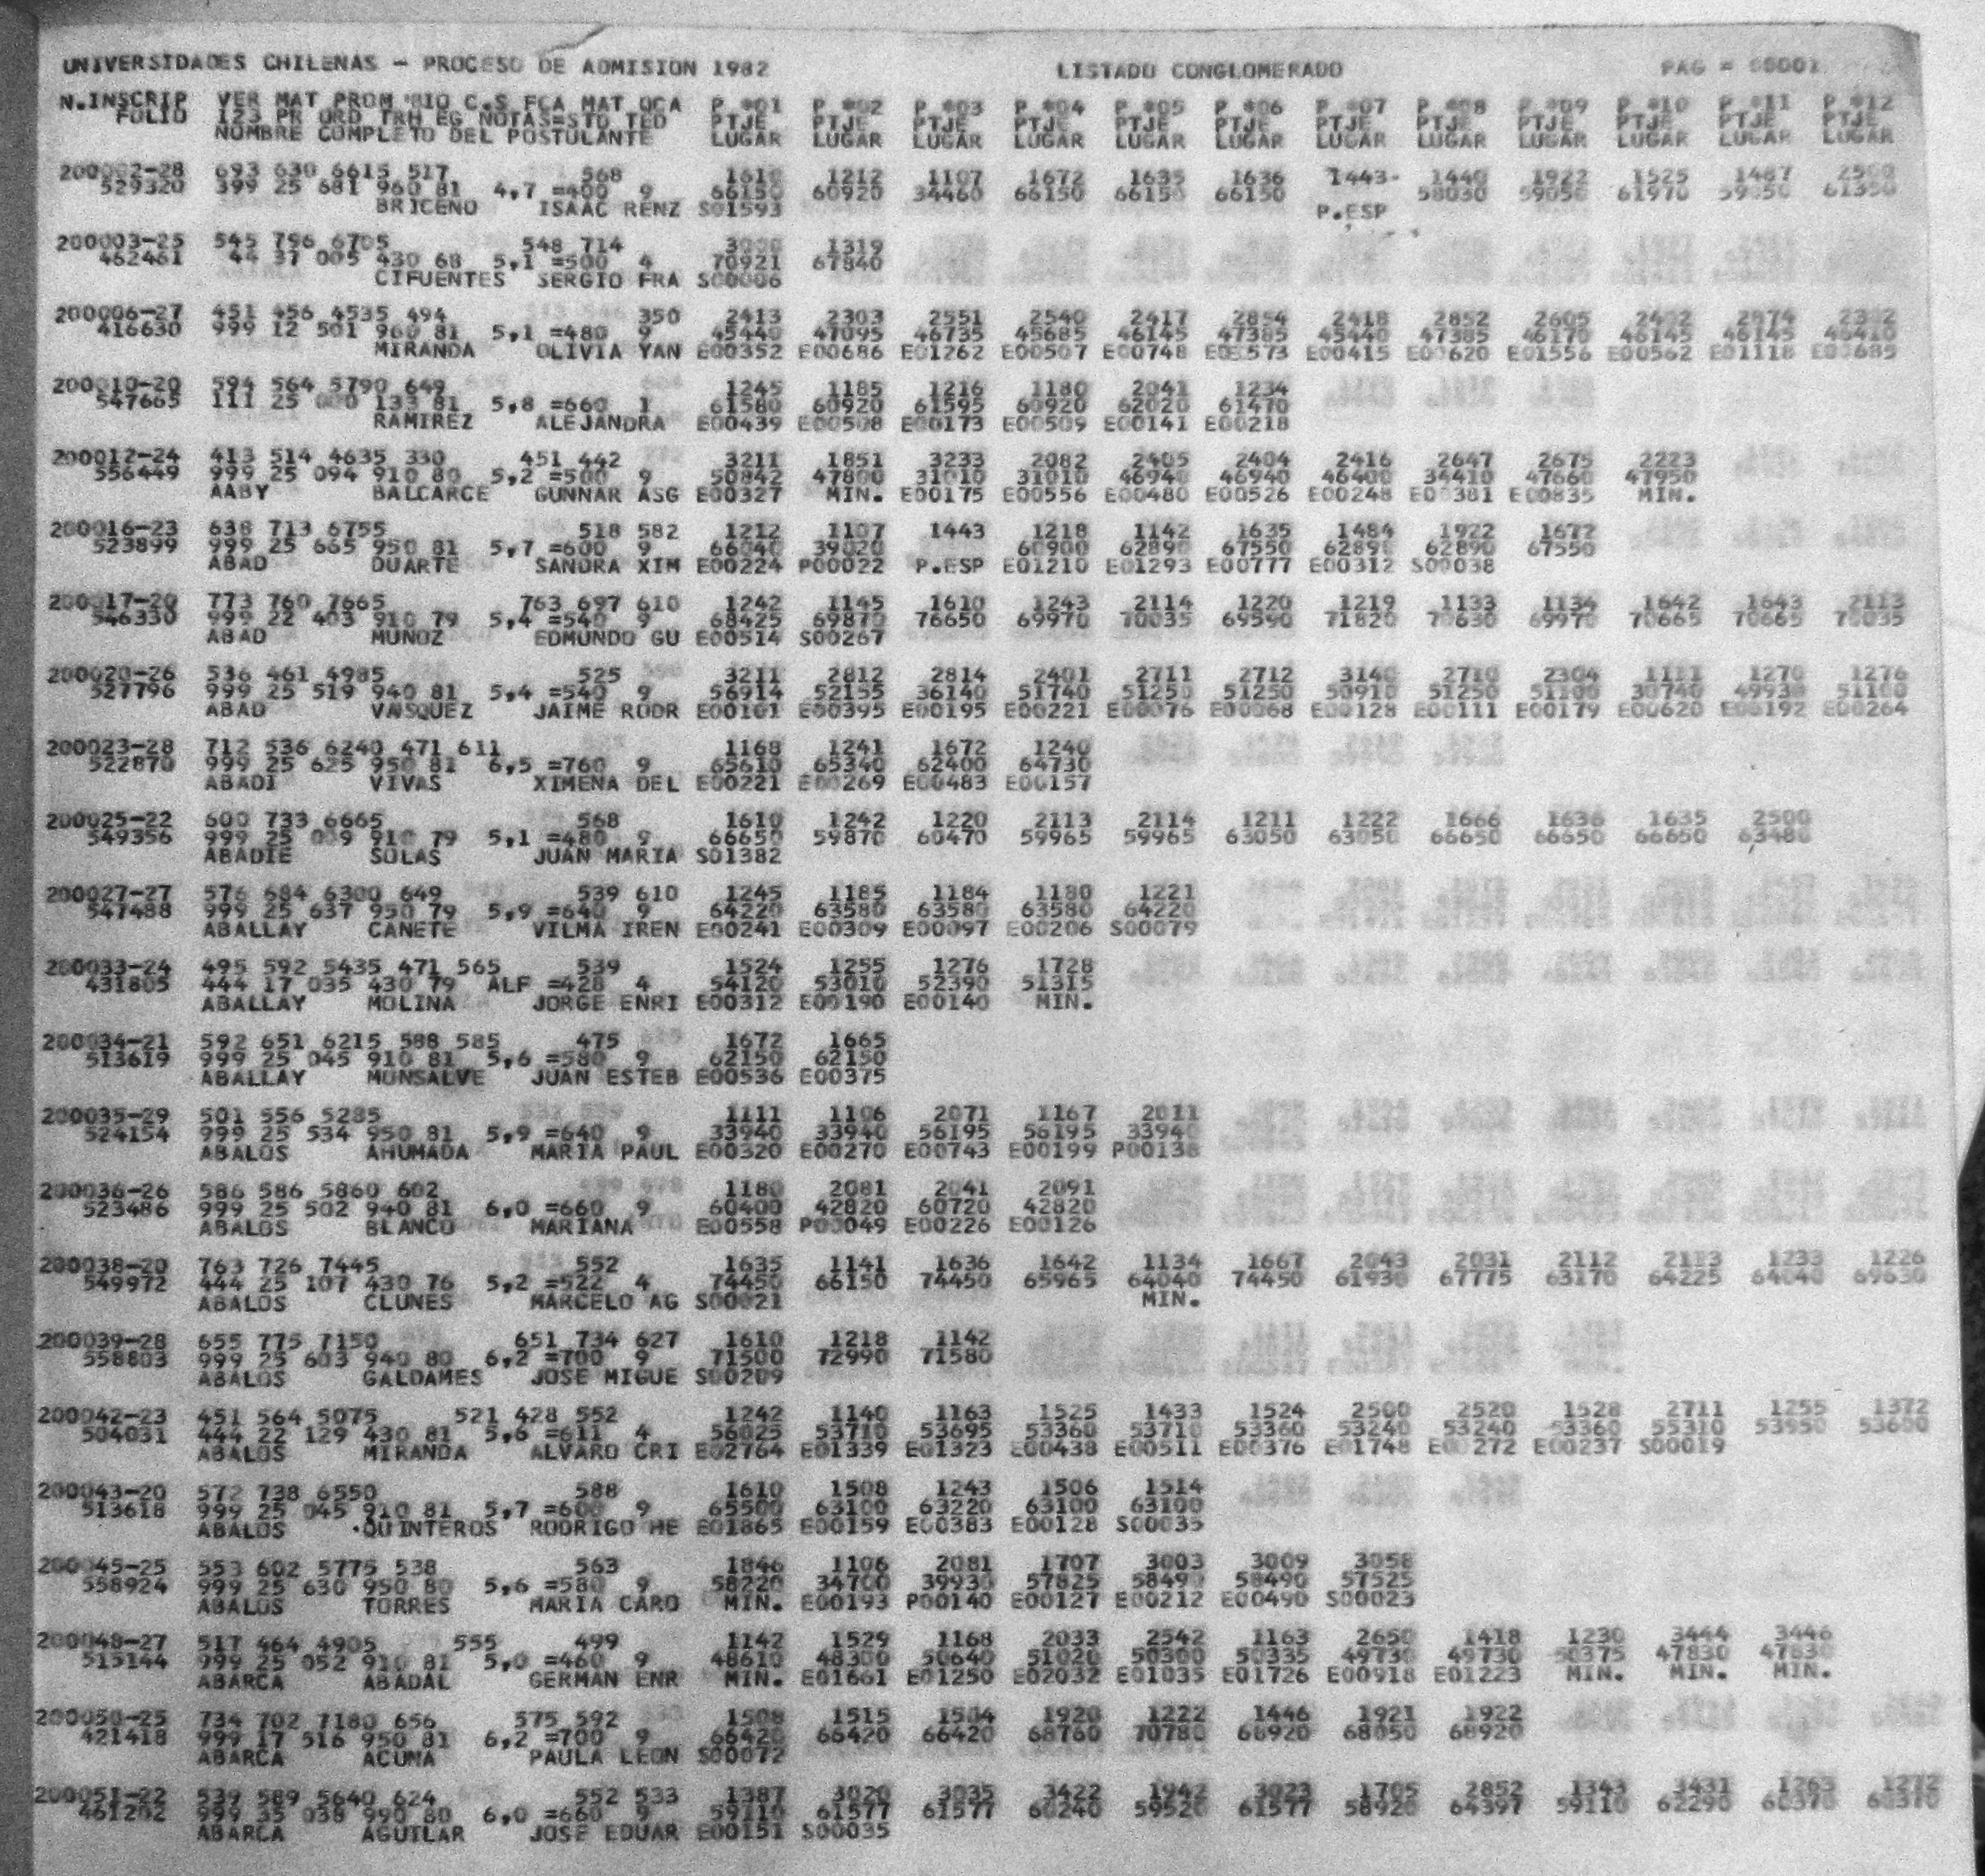 UNIVERSIDADES CHILENAS - PROCESO DE ADMISION 1982 LISTADO CONGLOMERADO PAG = 00001
N.INSCRIP VER MAT PROM BIO C.S FCA MAT QCA P #01 P #02 P #03 P #04 P #05 P #06 P #07 P #08 P #09 P #10 P #11 P #12
FOLIO 123 PR ORD TRH EG NOTAS=STD TED PTJE PTJE PTJE PTJE PTJE PTJE PTJE PTJE PTJE PTJE PTJE PTJE
NOMBRE COMPLETO DEL POSTULANTE LUGAR LUGAR LUGAR LUGAR LUGAR LUGAR LUGAR LUGAR LUGAR LUGAR LUGAR LUGAR
200002-28 693 630 6615 517 568 1610 1212 1107 1672 1635 1636 1443- 1440 1922 1525 1487 2500
529320 399 25 681 960 81 4,7 =400 9 66150 60920 34460 66150 66150 66150 58030 59050 61970 59050 61350
BRICENO ISAAC RENZ S01593 P.ESP
200003-25 545 796 6705 548 714 1319
462461 44 37 005 430 68 5,1 =500 4 70921 67840
CIFUENTES SERGIO FRA S00006
200006-27 451 456 4535 494 350 2413 2303 2551 2540 2417 2854 2418 2852 2605 2402 2874
416630 999 12 501 960 81 5,1 =480 9 45440 47095 46735 45685 46145 47385 45440 47385 46170 46145 46145 46410
MIRANDA OLIVIA YAN E00352 E00686 E01262 E00507 E00748 E00415 E00620 E01556 E00562 E01118 E00685
200010-20 594 564 5790 649 1245 1185 1216 1180 2041 1234
547665 111 25 000 133 81 5,8 =660 1 61580 60920 61595 60920 62020 61470
RAMIREZ ALEJANDRA E00439 E00508 E00173 E00509 E00141 E00218
200012-24 413 514 4635 330 451 442 3211 1851 3233 2082 2405 2404 2416 2647 2675 2223
556449 999 25 094 910 80 5,2 =500 9 50842 47800 31010 31010 46940 46940 46400 34410 47660 47950
AABY BALCARCE GUNNAR ASG E00327 MIN. E00175 E00556 E00480 E00526 E00248 E00381 E00835 MIN.
200016-23 638 713 6755 518 582 1212 1107 1443 1218 1142 1635 1484 1922 1672
523899 999 25 665 950 81 5,7 =600 9 66040 39020 60900 62890 67550 62890 62890 67550
ABAD DUARTE SANDRA XIM E00224 P00022 P.ESP E01210 E01293 E00777 E00312 S00038
200017-20 773 760 7665 763 697 610 1242 1145 1610 1243 2114 1220 1219 1133 1134 1642 1643 2113
546330 999 22 403 910 79 5,4 =540 9 68425 69870 76650 69970 70035 69590 71820 70630 69970 70665 70665 70035
ABAD MUNOZ EDMUNDO GU E00514 S00267
200020-26 536 461 4985 525 3211 2812 2814 2401 2711 2712 3140 2710 2304 1111 1270 1276
527796 999 25 519 940 81 5,4 =540 9 56914 52155 36140 51740 51250 51250 50910 51250 51100 30740 49930 51100
ABAD VASQUEZ JAIME RODR E00101 E00395 E00195 E00221 E00076 E00068 E00128 E00111 E00179 E00620 E00192 E00264
200023-28 712 536 6240 471 611 1168 1241 1672 1240
522870 999 25 625 950 81 6,5 =760 9 65610 65340 62400 64730
ABADI VIVAS XIMENA DEL E00221 E00269 E00483 E00157
200025-22 600 733 6665 568 1610 1242 1220 2113 2114 1211 1222 1666 1636 1635 2500
549356 999 25 009 910 79 5,1 =480 9 66650 59870 60470 59965 59965 63050 63050 66650 66650 66650 63480
ABADIE SOLAS JUAN MARIA S01382
200027-27 576 684 6300 649 539 610 1245 1185 1184 1180 1221
547488 999 25 637 950 79 5,9 =640 9 64220 63580 63580 63580 64220
ABALLAY CANETE VILMA IREN E00241 E00309 E00097 E00206 S00079
200033-24 495 592 5435 471 565 539 1524 1255 1276 1728
431805 444 17 035 430 79 ALF =428 4 54120 53010 52390 51315
ABALLAY MOLINA JORGE ENRI E00312 E00190 E00140 MIN.
200034-21 592 651 6215 588 585 475 1672 1665
513619 999 25 045 910 81 5,6 =580 9 62150 62150
ABALLAY MONSALVE JUAN ESTEB E00536 E00375
200035-29 501 556 5285 1111 1106 2071 1167 2011
524154 999 25 534 950 81 5,9 =640 9 33940 33940 56195 56195 33940
ABALOS AHUMADA MARIA PAUL E00320 E00270 E00743 E00199 P00138
200036-26 586 586 5860 602 1180 2081 2041 2091
523486 999 25 502 940 81 6,0 =660 9 60400 42820 60720 42820
ABALOS BLANCO MARIANA E00558 P00049 E00226 E00126
200038-20 763 726 7445 552 1635 1141 1636 1642 1134 1667 2043 2031 2112 2113 1233 1226
549972 444 25 107 430 76 5,2 =522 4 74450 66150 74450 65965 64040 74450 61930 67775 63170 64225 64040 69630
ABALOS CLUNES MARCELO AG S00021 MIN.
200039-28 655 775 7150 651 734 627 1610 1218 1142
558803 999 25 603 940 80 6,2 =700 9 71500 72990 71580
ABALOS GALDAMES JOSE MIGUE S00209
200042-23 451 564 5075 521 428 552 1242 1140 1163 1525 1433 1524 2500 2520 1528 2711 1255 1372
504031 444 22 129 430 81 5,6 =611 4 56025 53710 53695 53360 53710 53360 53240 53240 53360 55310 53950 53600
ABALOS MIRANDA ALVARO CRI E02764 E01339 E01323 E00438 E00511 E00376 E01748 E00272 E00237 S00019
200043-20 572 738 6550 588 1610 1508 1243 1506 1514
513618 999 25 045 910 81 5,7 =600 9 65500 63100 63220 63100 63100
ABALOS QUINTEROS RODRIGO HE E01865 E00159 E00383 E00128 S00035
200045-25 553 602 5775 538 563 1846 1106 2081 1707 3003 3009 3058
558924 999 25 630 950 80 5,6 =580 9 58220 34700 39930 57825 58490 58490 57525
ABALOS TORRES MARIA CARO MIN. E00193 P00140 E00127 E00212 E00490 S00023
200048-27 517 464 4905 555 499 1142 1529 1168 2033 2542 1163 2650 1418 1230 3444 3446
515144 999 25 052 910 81 5,0 =460 9 48610 48300 50640 51020 50300 50335 49730 49730 50375 47830 47830
ABARCA ABADAL GERMAN ENR MIN. E01661 E01250 E02032 E01035 E01726 E00918 E01223 MIN. MIN. MIN.
200050-25 734 702 7180 656 575 592 1508 1515 1504 1920 1222 1446 1921 1922
421418 999 17 516 950 81 6,2 =700 9 66420 66420 66420 68760 70780 68920 68050 68920
ABARCA ACUNA PAULA LEON S00072
200051-22 539 589 5640 624 552 533 1387 3020 3035 3422 1942 3023 1705 2852 1343 3431 1263 1272
461202 999 35 038 990 80 6,0 =660 9 59110 61577 61577 60240 59520 61577 58920 64397 59110 62290 60370 60370
ABARCA AGUILAR JOSE EDUAR E00151 S00035